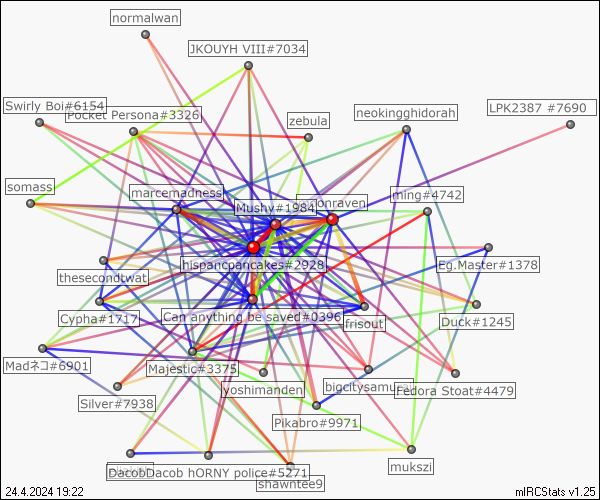 normalwan
JKOUYH VIII#7034
Swirly Boi#6154
Pocket Persona#3326
zebula
neokingghidorah
LPK2387 #7690
somass
marcemadness
Mushy#1984
onraven
ming#4742
hispancpancakes#2928
Eg.Master#1378
thesecondtwat
Cypha#1717
Can anything be saved#0396
frisout
Duck#1245
Madネコ#6901
Majestic#3375
yoshimandenj
Fedora Stoat#4479
Silver#7938
Pikabro#9971
DacobDacob hORNY police#5271
mukszi
shawntee9
24.4.2024 19:22
mIRCStats v1.25